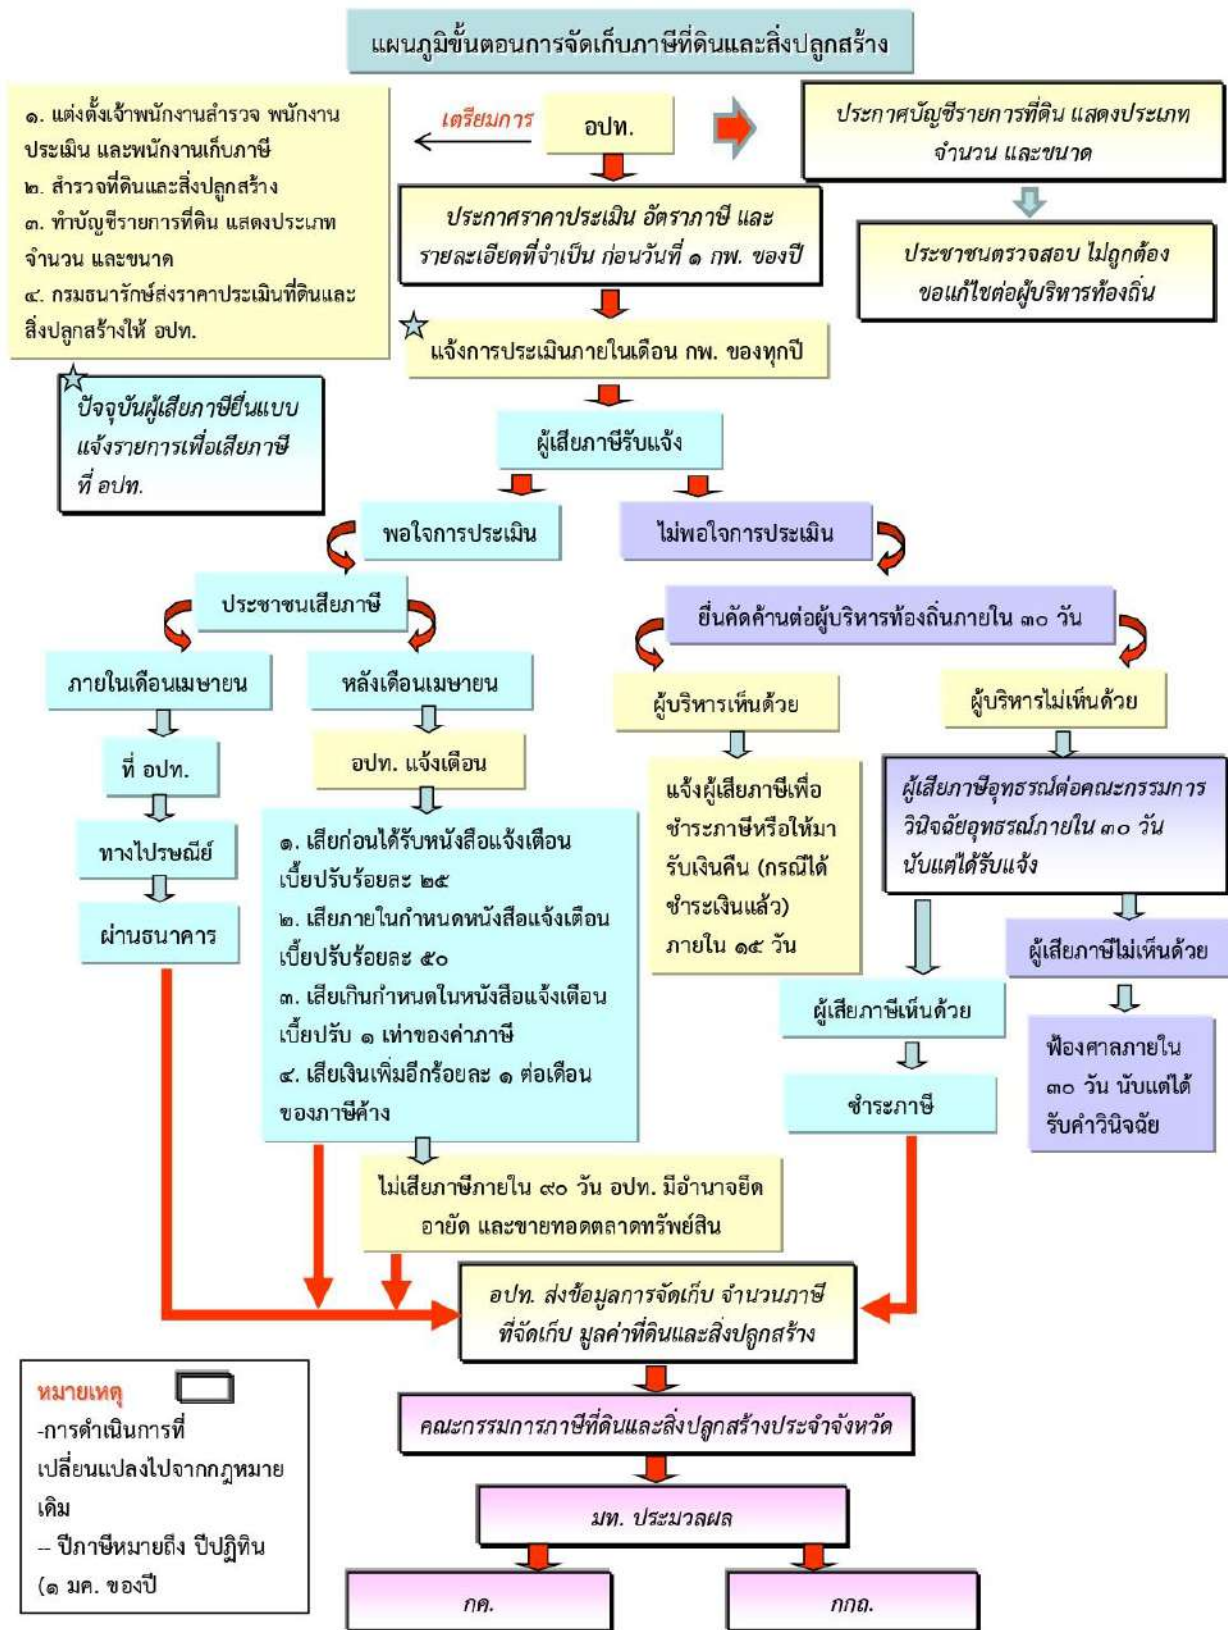 แผนภูมิขั้นตอนการจัดเก็บภาษีที่ดินและสิ่งปลูกสร้าง
๑. แต่งตั้งเจ้าพนักงานสำรวจ พนักงาน
ประเมิน และพนักงานเก็บภาษี
๒. สำรวจที่ดินและสิ่งปลูกสร้าง
๓. ทำบัญชีรายการที่ดิน แสดงประเภท
จำนวน และขนาด
๔. กรมธนารักษ์ส่งราคาประเมินที่ดินและ
สิ่งปลูกสร้างให้ อปท.
เตรียมการ
อปท.
ประกาศบัญชีรายการที่ดิน แสดงประเภท
จำนวน และขนาด
ประชาชนตรวจสอบ ไม่ถูกต้อง
ขอแก้ไขต่อผู้บริหารท้องถิ่น
ประกาศราคาประเมิน อัตราภาษี และ
รายละเอียดที่จำเป็น ก่อนวันที่ ๑ กพ. ของปี
แจ้งการประเมินภายในเดือน กพ. ของทุกปี
ปัจจุบันผู้เสียภาษียื่นแบบ
แจ้งรายการเพื่อเสียภาษี
ที่ อปท.
ผู้เสียภาษีรับแจ้ง
พอใจการประเมิน
ไม่พอใจการประเมิน
ประชาชนเสียภาษี
ยื่นคัดค้านต่อผู้บริหารท้องถิ่นภายใน ๓๐ วัน
ภายในเดือนเมษายน
หลังเดือนเมษายน
ผู้บริหารเห็นด้วย
ผู้บริหารไม่เห็นด้วย
ที่ อปท.
ทางไปรษณีย์
ผ่านธนาคาร
อปท. แจ้งเตือน
๑. เสียก่อนได้รับหนังสือแจ้งเตือน
เบี้ยปรับร้อยละ ๒๕
๒. เสียภายในกำหนดหนังสือแจ้งเตือน
เบี้ยปรับร้อยละ ๕๐
๓. เสียเกินกำหนดในหนังสือแจ้งเตือน
เบี้ยปรับ ๑ เท่าของค่าภาษี
๔. เสียเงินเพิ่มอีกร้อยละ ๑ ต่อเดือน
ของภาษีค้าง
แจ้งผู้เสียภาษีเพื่อ
ชำระภาษีหรือให้มา
รับเงินคืน (กรณีได้
ชำระเงินแล้ว)
ภายใน ๑๕ วัน
ผู้เสียภาษีอุทธรณ์ต่อคณะกรรมการ
วินิจฉัยอุทธรณ์ภายใน ๓๐ วัน
นับแต่ได้รับแจ้ง
ผู้เสียภาษีไม่เห็นด้วย
ผู้เสียภาษีเห็นด้วย
ฟ้องศาลภายใน
๓๐ วัน นับแต่ได้
รับคำวินิจฉัย
ชำระภาษี
ไม่เสียภาษีภายใน ๙๐ วัน อปท. มีอำนาจยึด
อายัด และขายทอดตลาดทรัพย์สิน
อปท. ส่งข้อมูลการจัดเก็บ จำนวนภาษี
ที่จัดเก็บ มูลค่าที่ดินและสิ่งปลูกสร้าง
คณะกรรมการภาษีที่ดินและสิ่งปลูกสร้างประจำจังหวัด
มท. ประมวลผล
กค.
กกถ.
หมายเหตุ
-การดำเนินการที่
เปลี่ยนแปลงไปจากกฎหมาย
เดิม
-- ปีภาษีหมายถึง ปีปฏิทิน
(๑ มค. ของปี